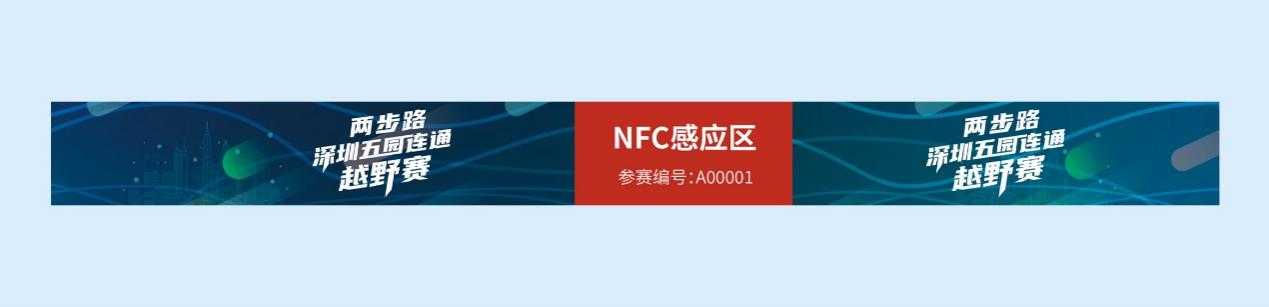 两步路
深圳五园连通
越野赛
NFC感应区
参赛编号:A00001
两步路
深圳五园连通
越野赛